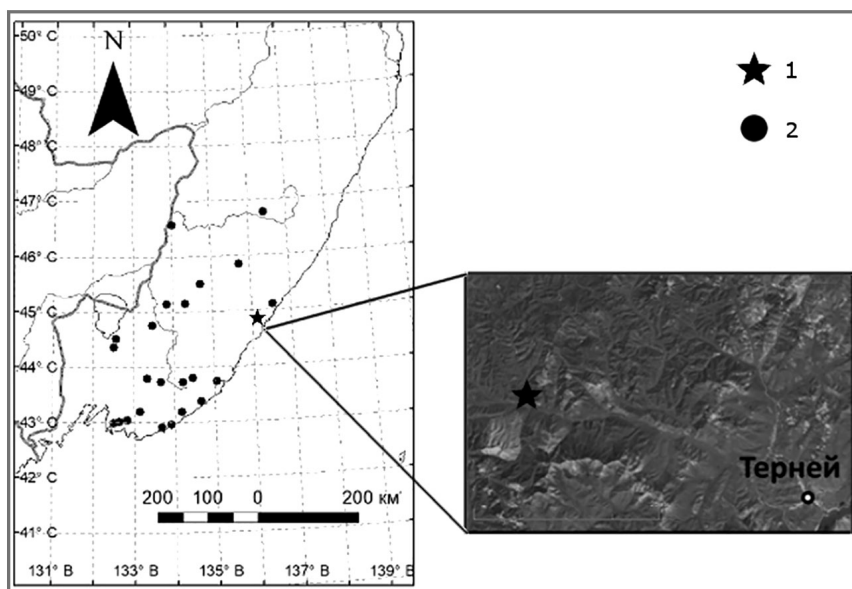 N
50° С
49° С
48° С
47° С
46° С
45° С
44° С
43° С
42° С
41° С
200 100 0 200 км
131° В 133° В 135° В 137° В 139° В
1
2
Терней